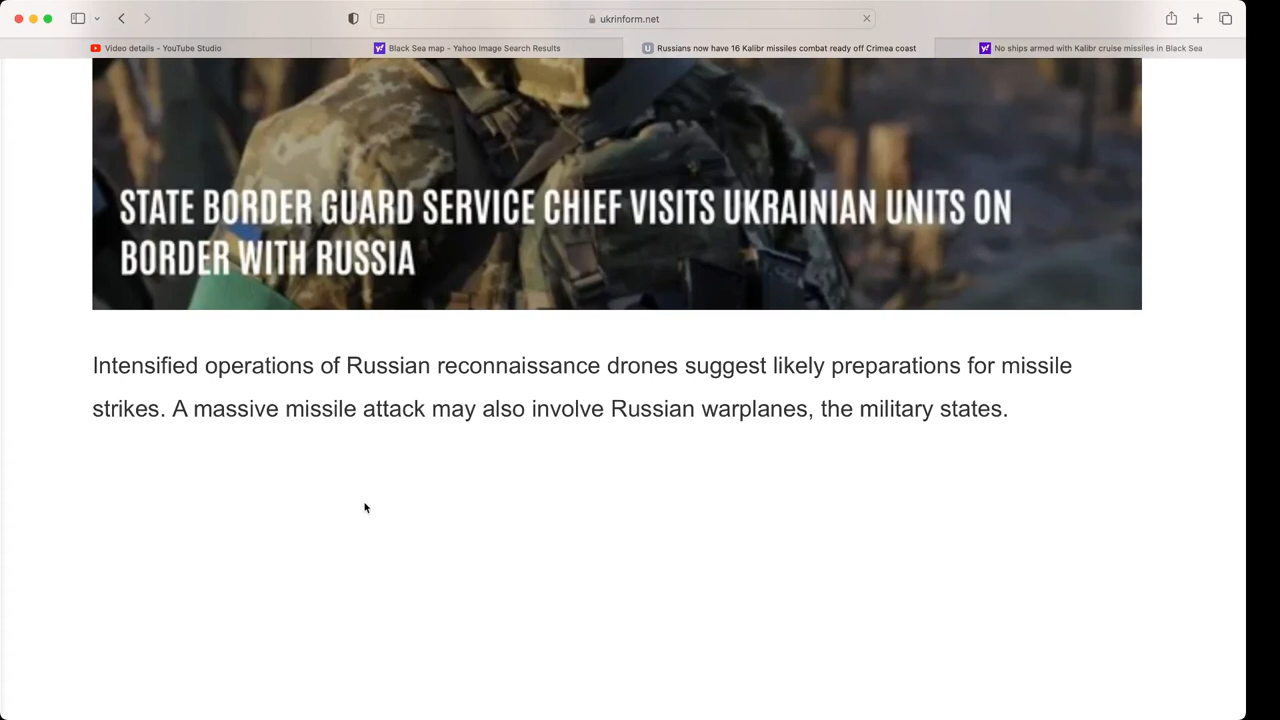 ukrinform.net
Video details - YouTube Studio
Black Sea map - Yahoo Image Search Results
U Russians now have 16 Kalibr missiles combat ready off Crimea coast
No ships armed with Kalibr cruise missiles in Black Sea
STATE BORDER GUARD SERVICE CHIEF VISITS UKRAINIAN UNITS ON
BORDER WITH RUSSIA
Intensified operations of Russian reconnaissance drones suggest likely preparations for missile
strikes. A massive missile attack may also involve Russian warplanes, the military states.